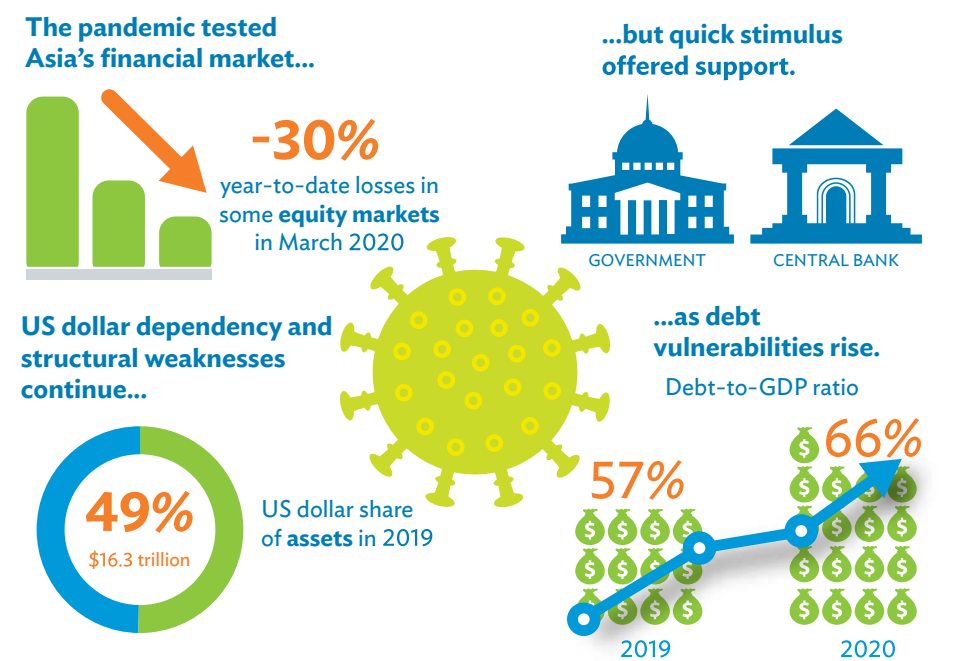 The pandemic tested
Asia’s financial market...
-30%
year-to-date losses in
some equity markets
in March 2020
...but quick stimulus
offered support.
GOVERNMENT
CENTRAL BANK
US dollar dependency and
structural weaknesses
continue...
49%
$16.3 trillion
US dollar share
of assets in 2019
...as debt
vulnerabilities rise.
Debt-to-GDP ratio
57%
66%
$
$ $ $ $
$ $ $ $ $ $ $ $
$ $ $ $ $ $ $ $
$ $ $ $ $ $ $
2019
2020